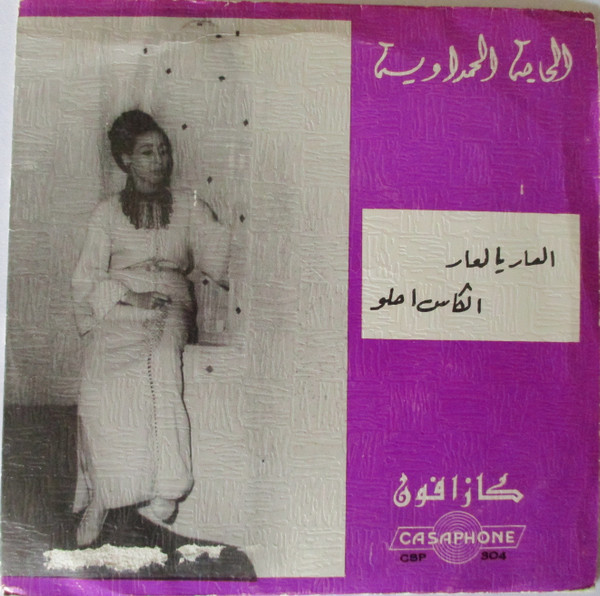 الحاجة الحمداوية
العار يا لعار
الكاس احلو
كازافون
CASAPHONE
CSP 304